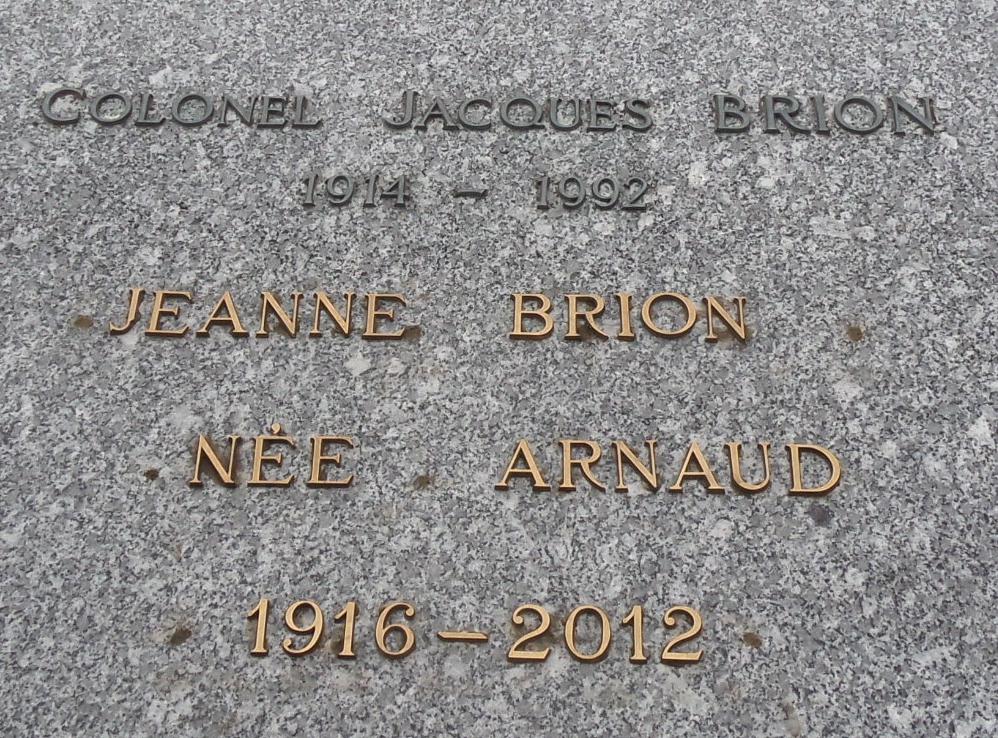 COLONEL JACQUES BRION
1914 - 1992
JEANNE BRION
NÉE ARNAUD
1916 - 2012